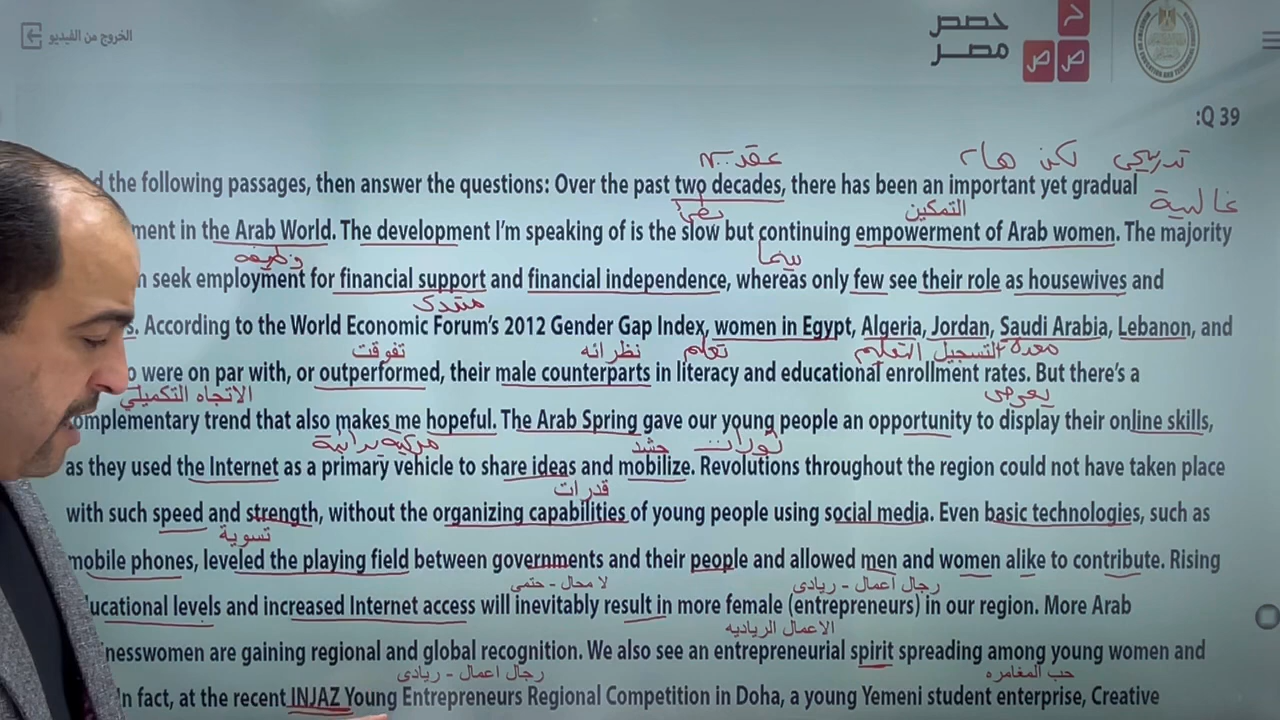 الخروج من الفيديو
حصص
مصر
ح
ص ص
Q 39:
تدريجي لكن هام
عقد
d the following passages, then answer the questions: Over the past two decades, there has been an important yet gradual
غالبية
التمكين
ment in the Arab World. The development I'm speaking of is the slow but continuing empowerment of Arab women. The majority
وظيفه
بينما
n seek employment for financial support and financial independence, whereas only few see their role as housewives and
منتدى
s. According to the World Economic Forum's 2012 Gender Gap Index, women in Egypt, Algeria, Jordan, Saudi Arabia, Lebanon, and
تفوقت نظرائه تعلم معدل التسجيل التعليم
o were on par with, or outperformed, their male counterparts in literacy and educational enrollment rates. But there's a
الاتجاه التكميلي
يعرض
omplementary trend that also makes me hopeful. The Arab Spring gave our young people an opportunity to display their online skills,
حشد ثورات
as they used the Internet as a primary vehicle to share ideas and mobilize. Revolutions throughout the region could not have taken place
قدرات
with such speed and strength, without the organizing capabilities of young people using social media. Even basic technologies, such as
تسوية
mobile phones, leveled the playing field between governments and their people and allowed men and women alike to contribute. Rising
لا محال - حتمى
رجال اعمال - ريادى
ucational levels and increased Internet access will inevitably result in more female (entrepreneurs) in our region. More Arab
الاعمال الرياديه
nesswomen are gaining regional and global recognition. We also see an entrepreneurial spirit spreading among young women and
رجال اعمال - ريادى
حب المغامره
n fact, at the recent INJAZ Young Entrepreneurs Regional Competition in Doha, a young Yemeni student enterprise, Creative